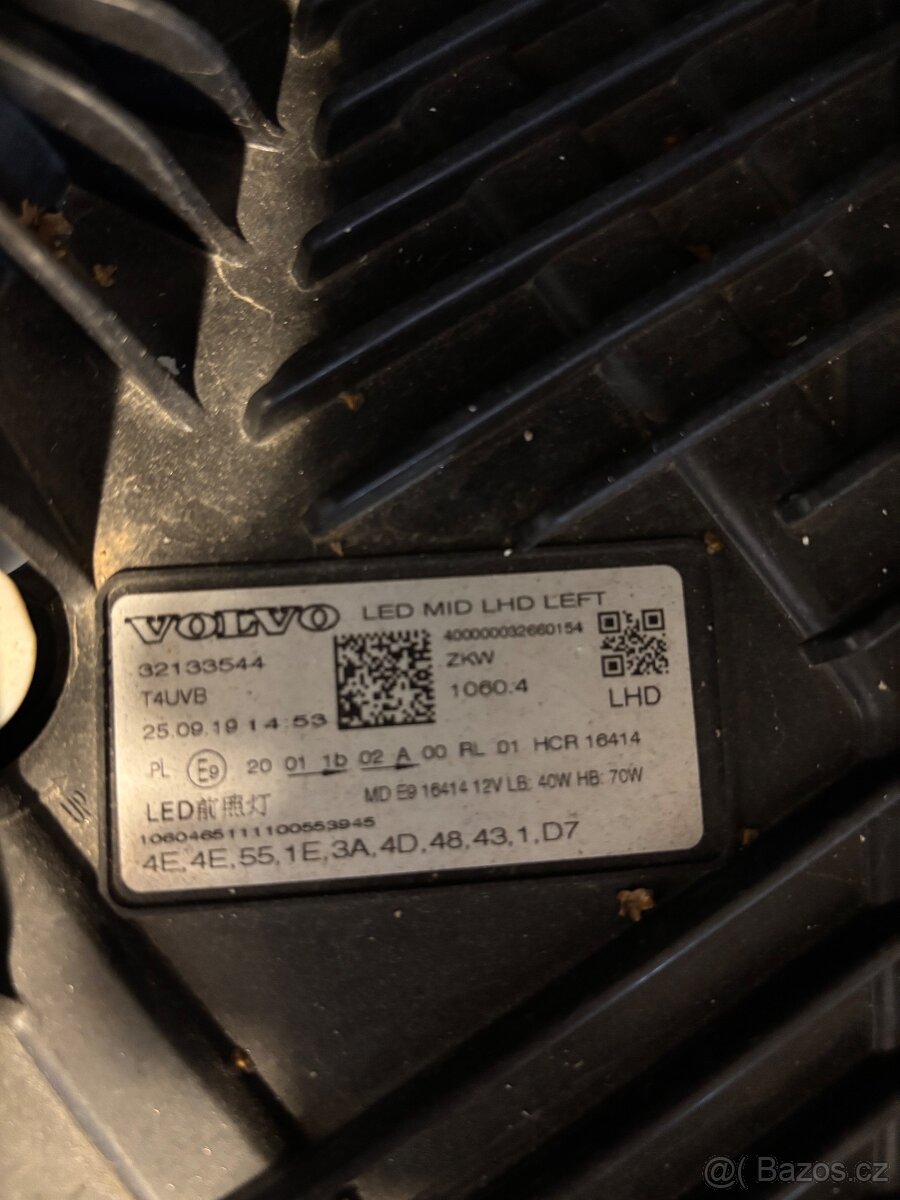 VOLVO LED MID LHD LEFT
32133544 400000032660154
T4UVB ZKW
25.09.19 14:53 1060.4 LHD
PL E9 20 01 1b 02 A 00 RL 01 HCR 16414
LED前照灯 MD E9 16414 12V LB: 40W HB: 70W
1060465111100553945
4E,4E,55,1E,3A,4D,48,43,1,D7
@( Bazos.cz